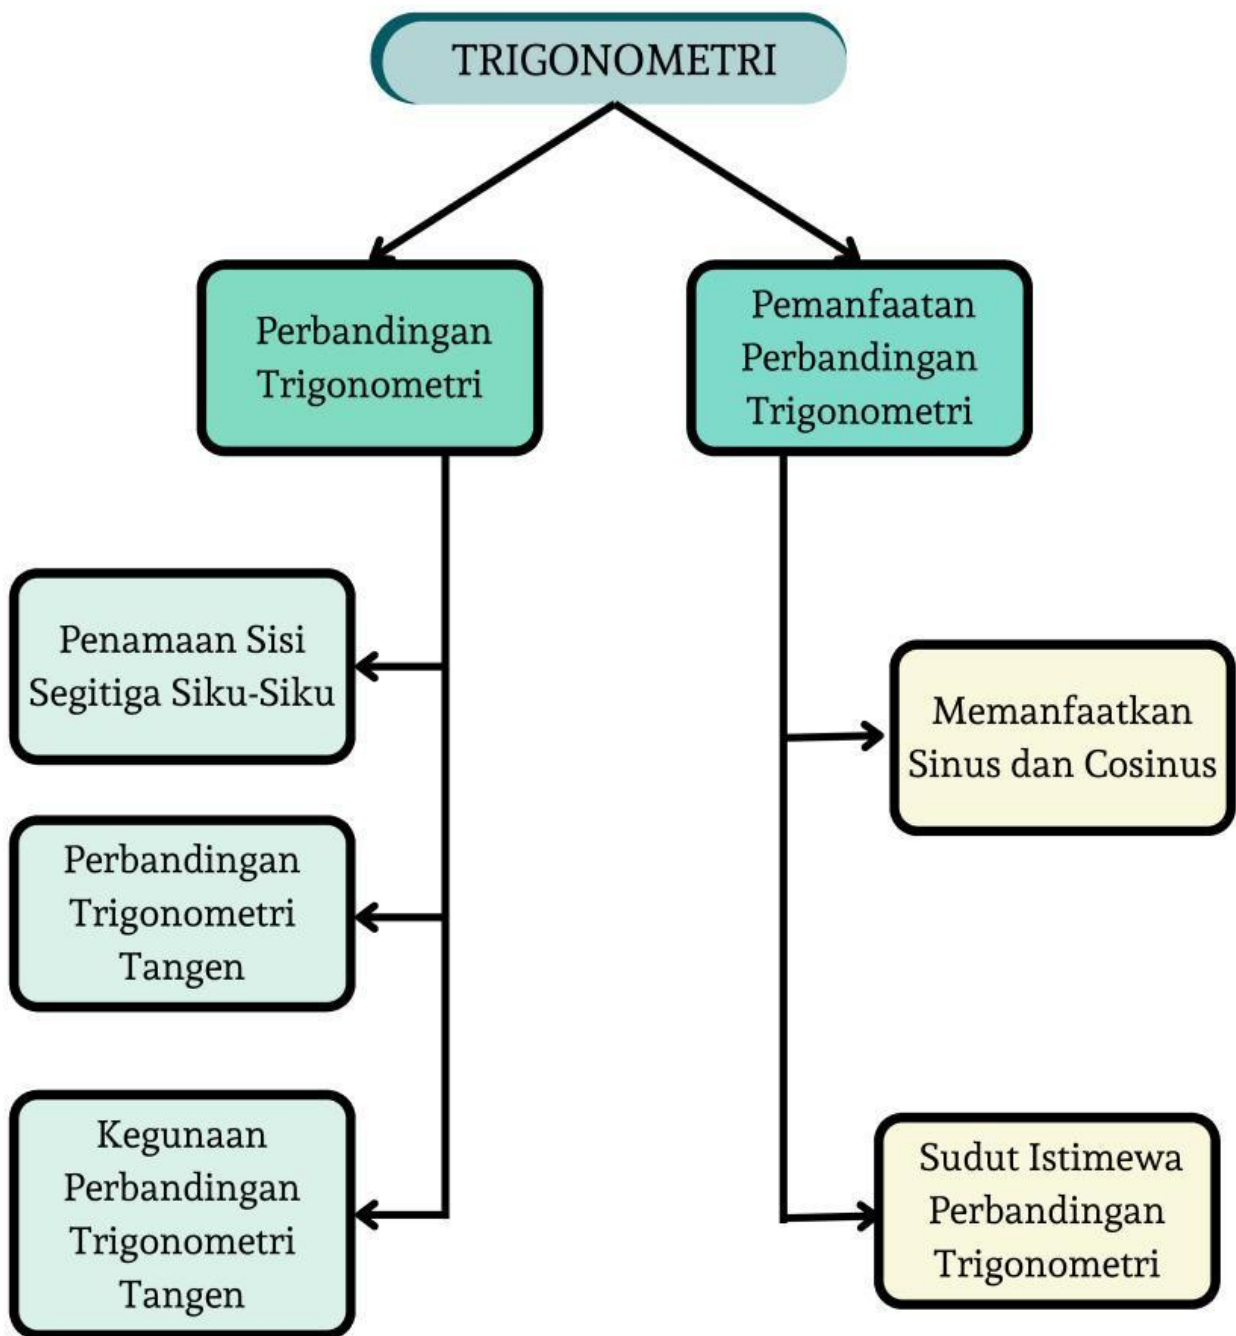 TRIGONOMETRI
Perbandingan
Trigonometri
Pemanfaatan
Perbandingan
Trigonometri
Penamaan Sisi
Segitiga Siku-Siku
Perbandingan
Trigonometri
Tangen
Kegunaan
Perbandingan
Trigonometri
Tangen
Memanfaatkan
Sinus dan Cosinus
Sudut Istimewa
Perbandingan
Trigonometri